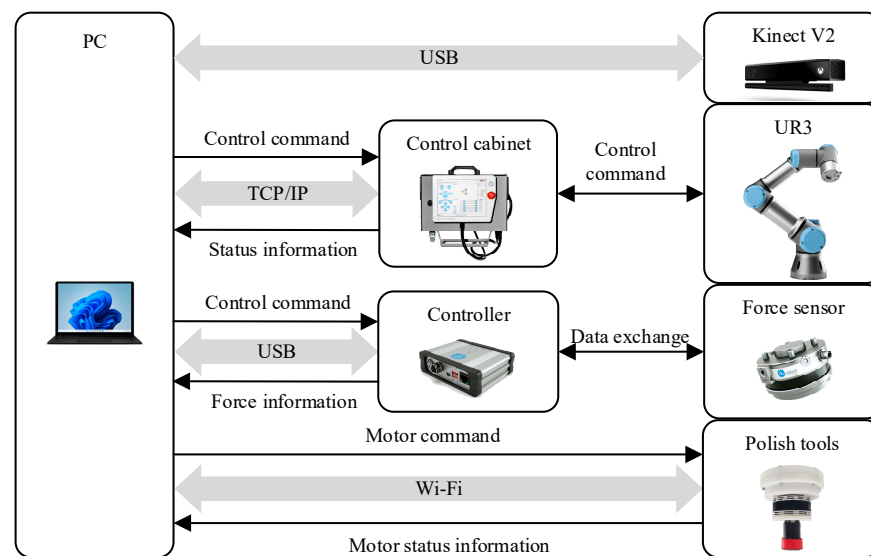 PC
USB
Kinect V2
Control command
TCP/IP
Status information
Control cabinet
Control
command
UR3
Control command
USB
Force information
Controller
Data exchange
Force sensor
Motor command
Wi-Fi
Motor status information
Polish tools